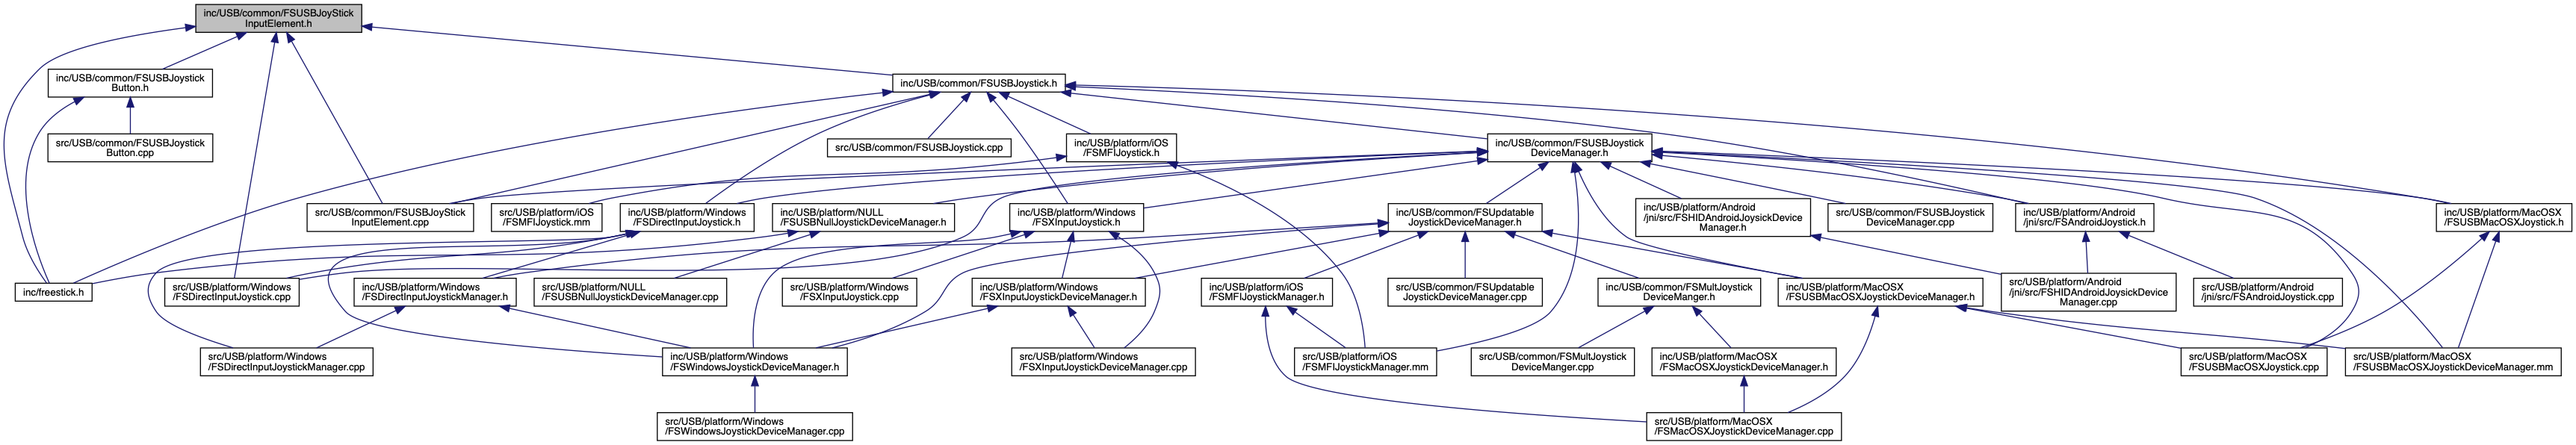 inc/USB/common/FSUSBJoyStick
InputElement.h
inc/USB/common/FSUSBJoystick
Button.h
inc/USB/common/FSUSBJoystick.h
src/USB/common/FSUSBJoystick
Button.cpp
src/USB/common/FSUSBJoystick.cpp
inc/USB/platform/iOS
/FSMFIJoystick.h
inc/USB/common/FSUSBJoystick
DeviceManager.h
src/USB/common/FSUSBJoyStick
InputElement.cpp
src/USB/platform/iOS
/FSMFIJoystick.mm
inc/USB/platform/Windows
/FSDirectInputJoystick.h
inc/USB/platform/NULL
/FSUSBNullJoystickDeviceManager.h
inc/USB/platform/Windows
/FSXInputJoystick.h
inc/USB/common/FSUpdatable
JoystickDeviceManager.h
inc/USB/platform/Android
/jni/src/FSHIDAndroidJoysickDevice
Manager.h
src/USB/common/FSUSBJoystick
DeviceManager.cpp
inc/USB/platform/Android
/jni/src/FSAndroidJoystick.h
inc/USB/platform/MacOSX
/FSUSBMacOSXJoystick.h
inc/freestick.h
src/USB/platform/Windows
/FSDirectInputJoystick.cpp
inc/USB/platform/Windows
/FSDirectInputJoystickManager.h
src/USB/platform/NULL
/FSUSBNullJoystickDeviceManager.cpp
src/USB/platform/Windows
/FSXInputJoystick.cpp
inc/USB/platform/Windows
/FSXInputJoystickDeviceManager.h
inc/USB/platform/iOS
/FSMFIJoystickManager.h
src/USB/common/FSUpdatable
JoystickDeviceManager.cpp
inc/USB/common/FSMultJoystick
DeviceManger.h
inc/USB/platform/MacOSX
/FSUSBMacOSXJoystickDeviceManager.h
src/USB/platform/Android
/jni/src/FSHIDAndroidJoysickDevice
Manager.cpp
src/USB/platform/Android
/jni/src/FSAndroidJoystick.cpp
src/USB/platform/Windows
/FSDirectInputJoystickManager.cpp
inc/USB/platform/Windows
/FSWindowsJoystickDeviceManager.h
src/USB/platform/Windows
/FSXInputJoystickDeviceManager.cpp
src/USB/platform/iOS
/FSMFIJoystickManager.mm
src/USB/common/FSMultJoystick
DeviceManger.cpp
inc/USB/platform/MacOSX
/FSMacOSXJoystickDeviceManager.h
src/USB/platform/MacOSX
/FSUSBMacOSXJoystick.cpp
src/USB/platform/MacOSX
/FSUSBMacOSXJoystickDeviceManager.mm
src/USB/platform/Windows
/FSWindowsJoystickDeviceManager.cpp
src/USB/platform/MacOSX
/FSMacOSXJoystickDeviceManager.cpp